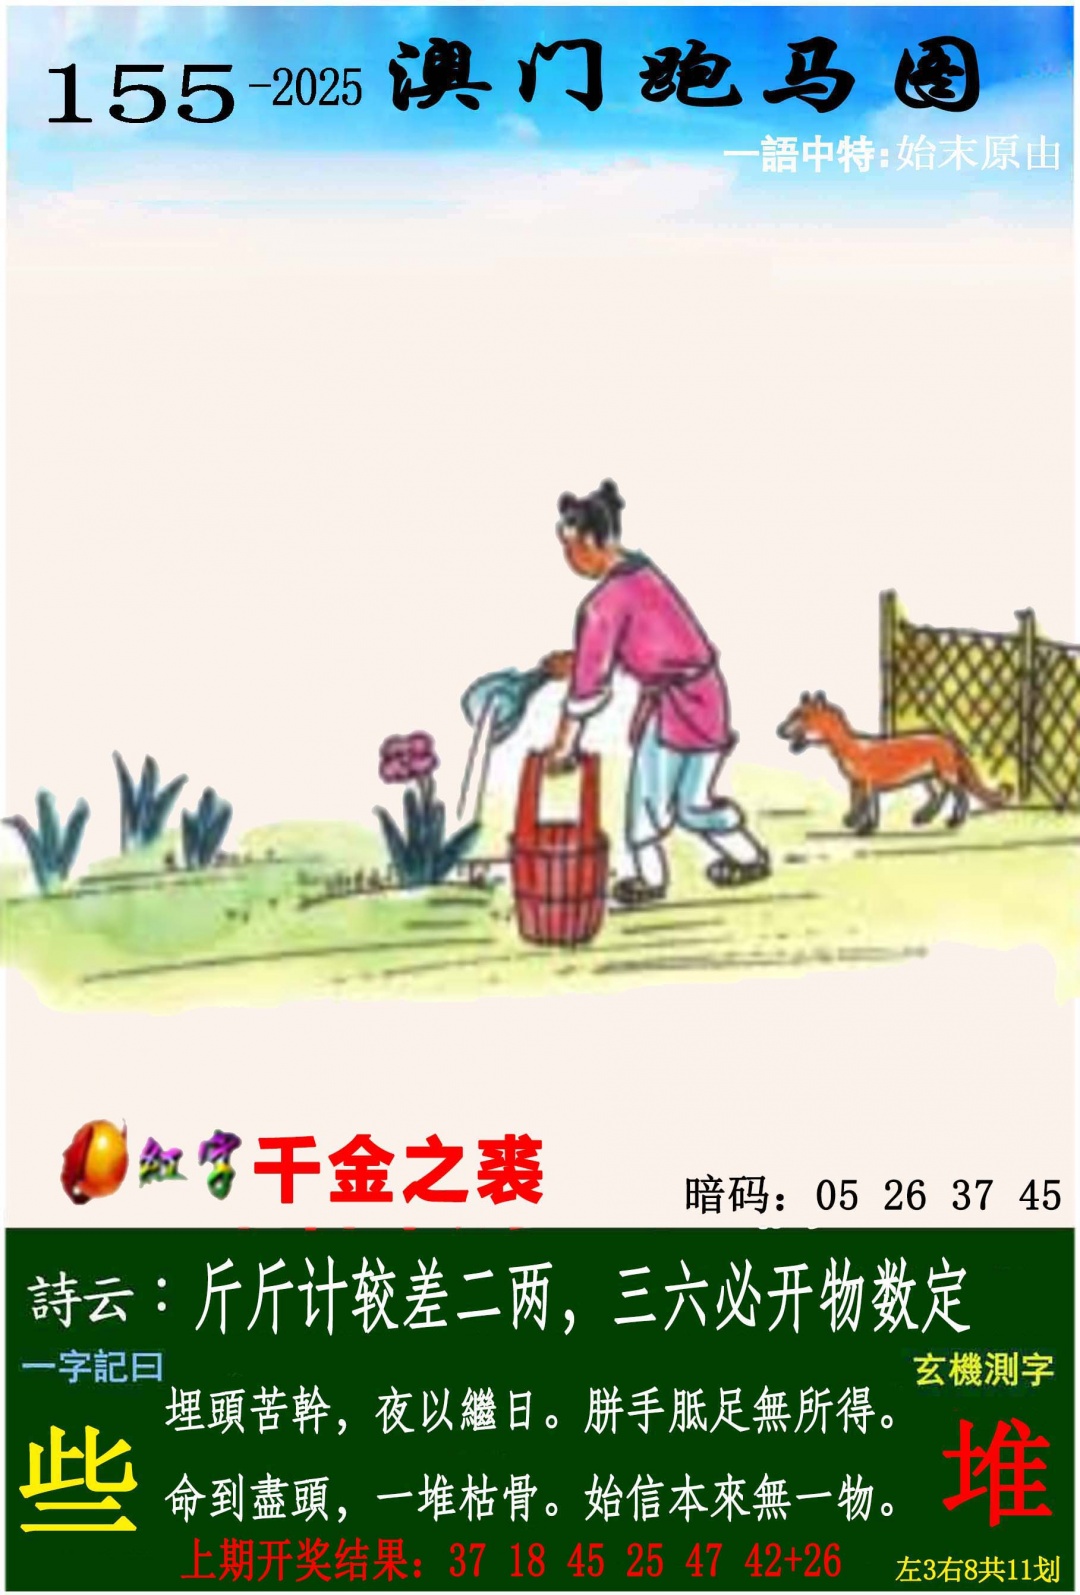 155-2025 澳门跑马图
一語中特:始末原由
红字 千金之裘
暗码：05 26 37 45
詩云：斤斤计较差二两，三六必开物数定
一字記曰
玄機測字
埋頭苦幹，夜以繼日。胼手胝足無所得。
些
堆
命到盡頭，一堆枯骨。始信本來無一物。
上期开奖结果：37 18 45 25 47 42+26
左3右8共11划